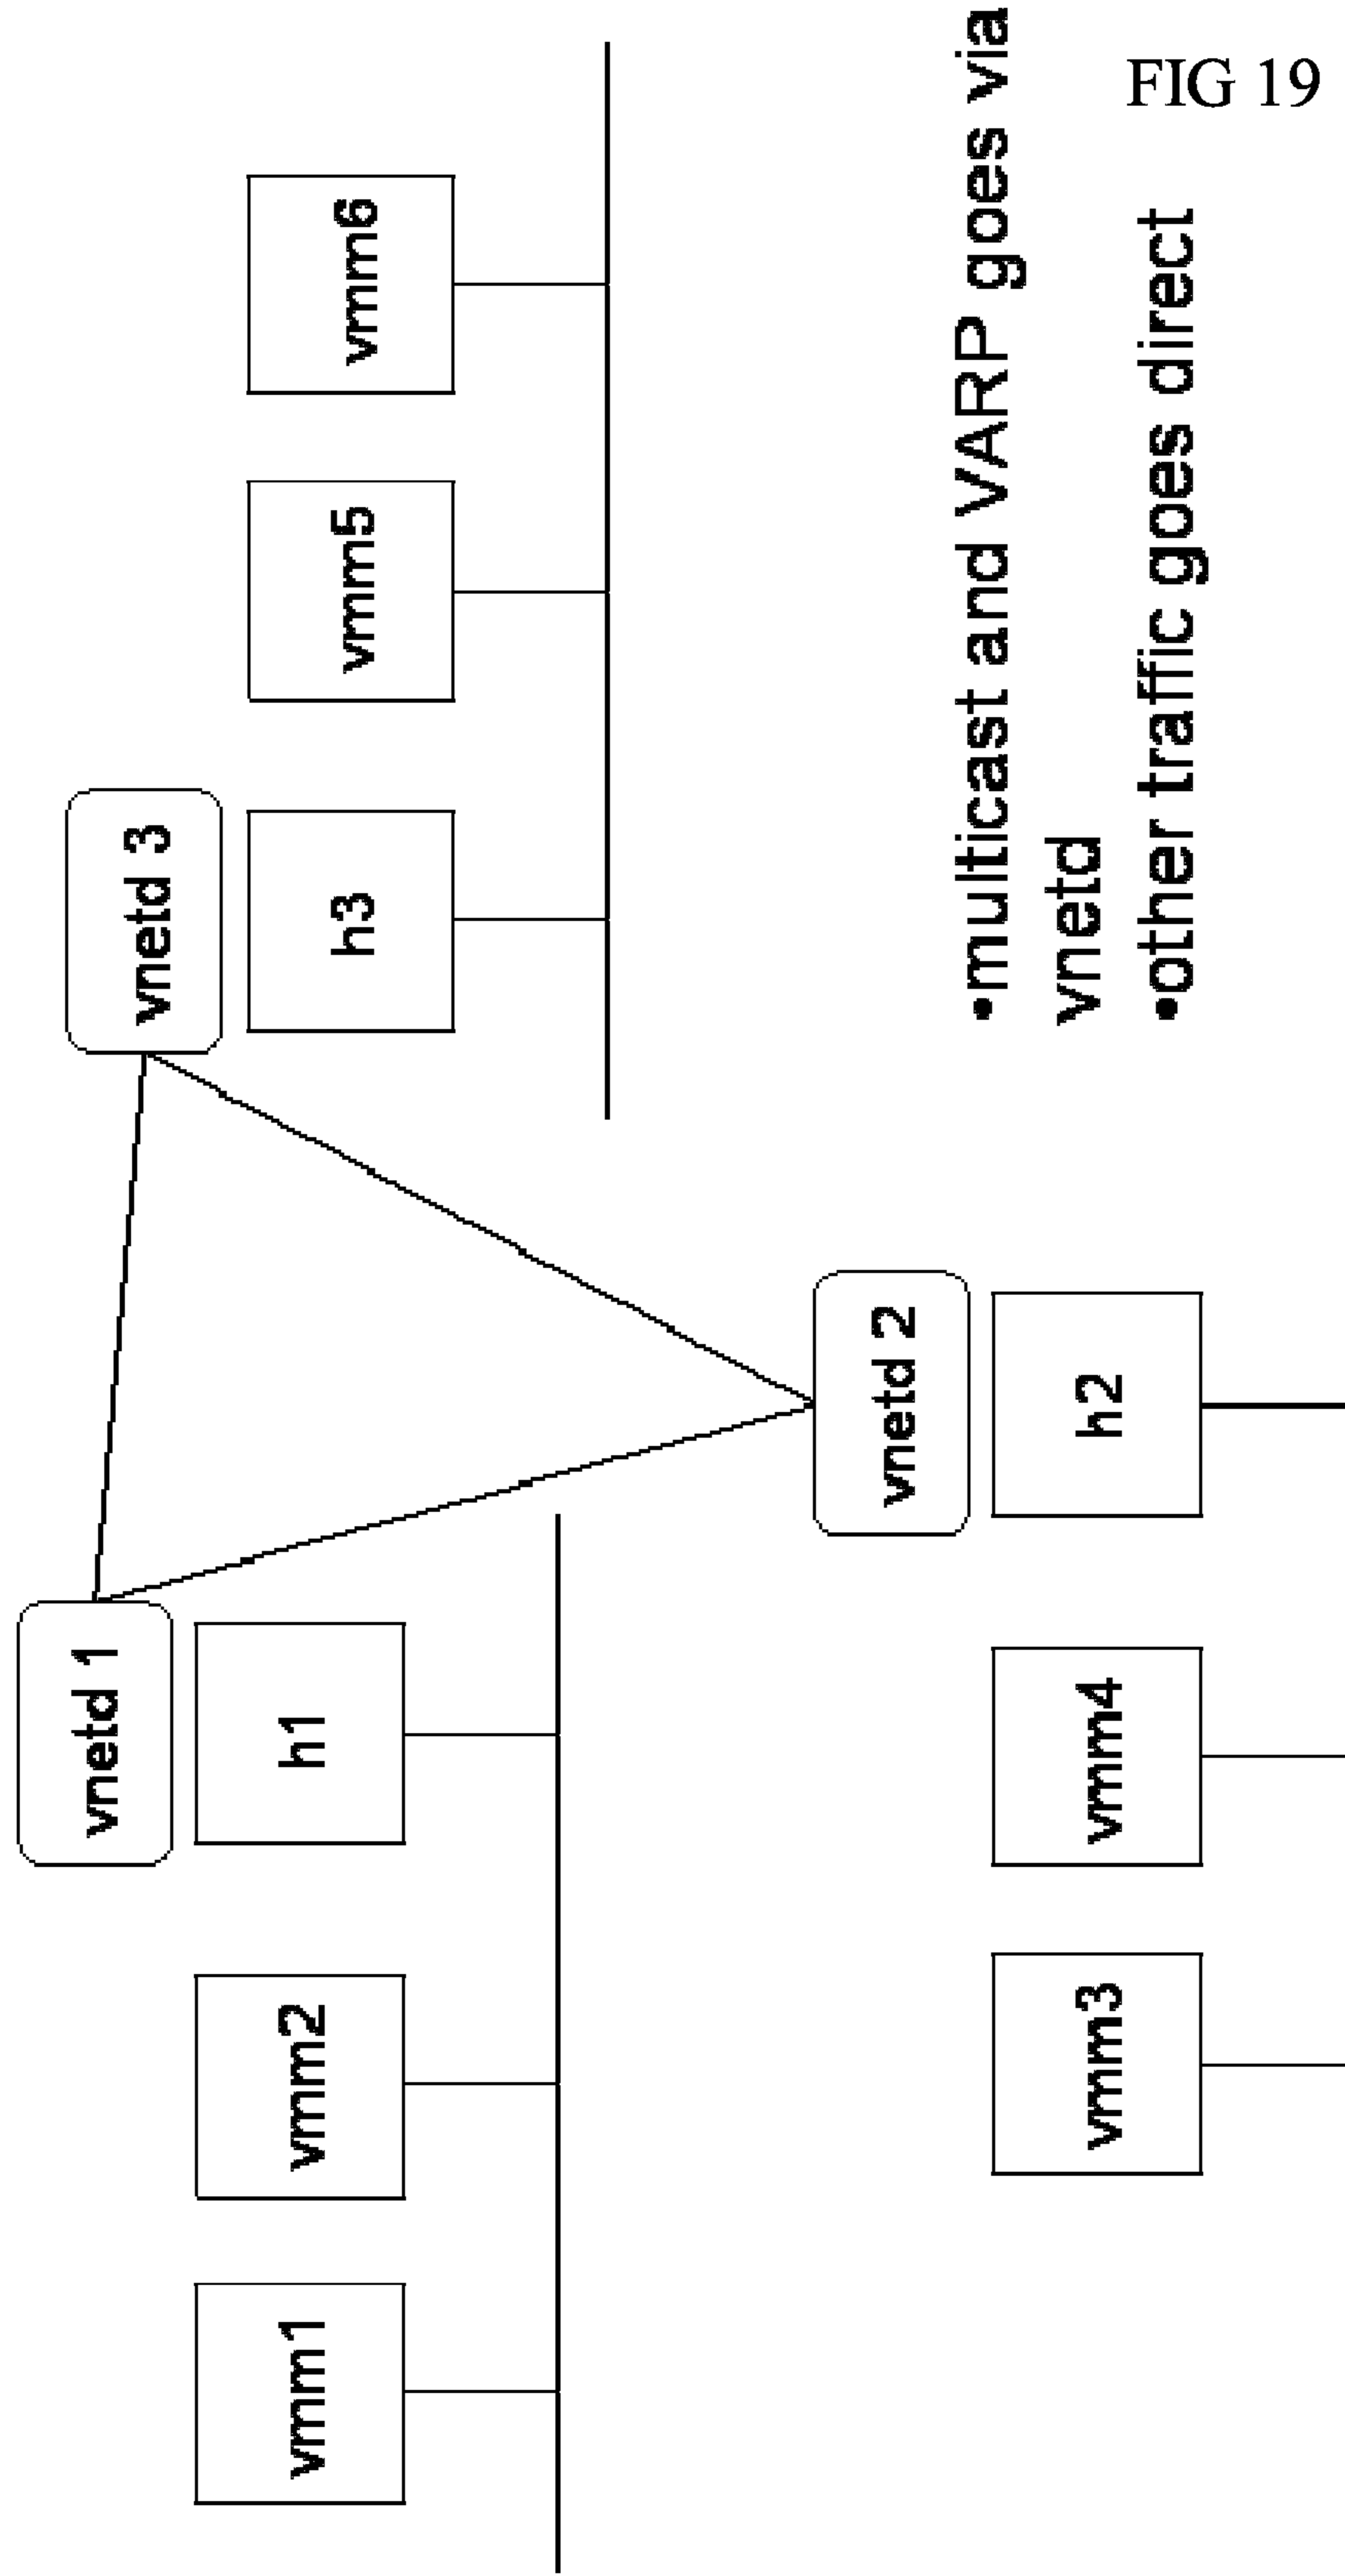 vnetd 1
vnetd 3
vmm1
vmm2
h1
h3
vmm5
vmm6
vnetd 2
vmm3
vmm4
h2
•multicast and VARP goes via
vnetd
•other traffic goes direct
FIG 19